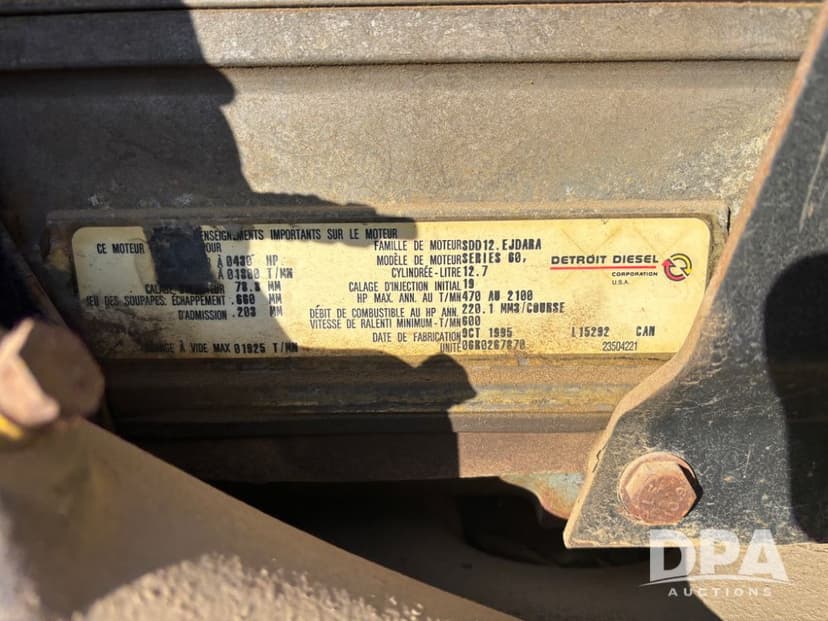 ENSEIGNEMENTS IMPORTANTS SUR LE MOTEUR
CE MOTEUR
POUR
À 0430 HP
À 01800 T/MN
78.8 MM
JEU DES SOUPAPES: ÉCHAPPEMENT .660 MM
D'ADMISSION .203 MM
À VIDE MAX 01925 T/MN
FAMILLE DE MOTEUR SDD12.EJDARA
MODÈLE DE MOTEUR SERIES 60,
CYLINDRÉE-LITRE 12.7
CALAGE D'INJECTION INITIAL 19
HP MAX. ANN. AU T/MN 470 AU 2100
DÉBIT DE COMBUSTIBLE AU HP ANN. 220.1 MM3/COURSE
VITESSE DE RALENTI MINIMUM-T/MN 600
DATE DE FABRICATION OCT 1995 L15292 CAN
UNITÉ 06R0267870 23504221
DETROIT DIESEL
CORPORATION
U.S.A.
DPA
AUCTIONS